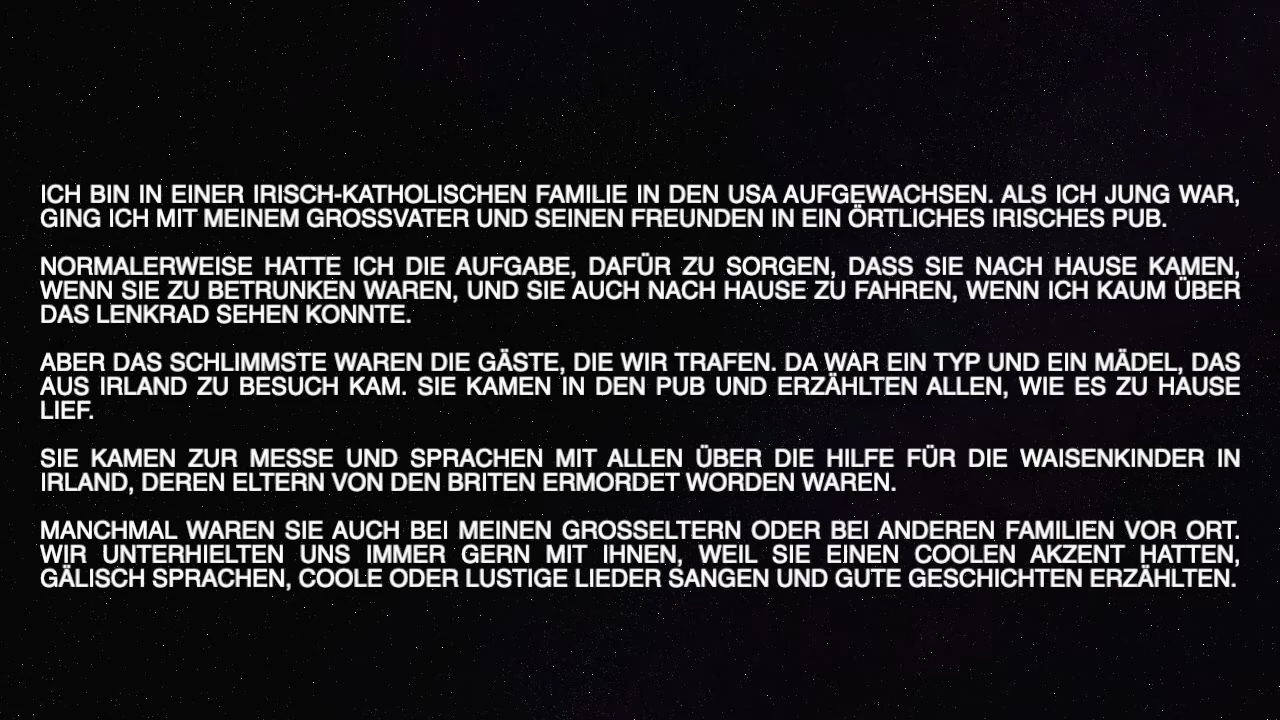 ICH BIN IN EINER IRISCH-KATHOLISCHEN FAMILIE IN DEN USA AUFGEWACHSEN. ALS ICH JUNG WAR,
GING ICH MIT MEINEM GROSSVATER UND SEINEN FREUNDEN IN EIN ÖRTLICHES IRISCHES PUB.
NORMALERWEISE HATTE ICH DIE AUFGABE, DAFÜR ZU SORGEN, DASS SIE NACH HAUSE KAMEN,
WENN SIE ZU BETRUNKEN WAREN, UND SIE AUCH NACH HAUSE ZU FAHREN, WENN ICH KAUM ÜBER
DAS LENKRAD SEHEN KONNTE.
ABER DAS SCHLIMMSTE WAREN DIE GÄSTE, DIE WIR TRAFEN. DA WAR EIN TYP UND EIN MÄDEL, DAS
AUS IRLAND ZU BESUCH KAM. SIE KAMEN IN DEN PUB UND ERZÄHLTEN ALLEN, WIE ES ZU HAUSE
LIEF.
SIE KAMEN ZUR MESSE UND SPRACHEN MIT ALLEN ÜBER DIE HILFE FÜR DIE WAISENKINDER IN
IRLAND, DEREN ELTERN VON DEN BRITEN ERMORDET WORDEN WAREN.
MANCHMAL WAREN SIE AUCH BEI MEINEN GROSSELTERN ODER BEI ANDEREN FAMILIEN VOR ORT.
WIR UNTERHIELTEN UNS IMMER GERN MIT IHNEN, WEIL SIE EINEN COOLEN AKZENT HATTEN,
GÄLISCH SPRACHEN, COOLE ODER LUSTIGE LIEDER SANGEN UND GUTE GESCHICHTEN ERZÄHLTEN.